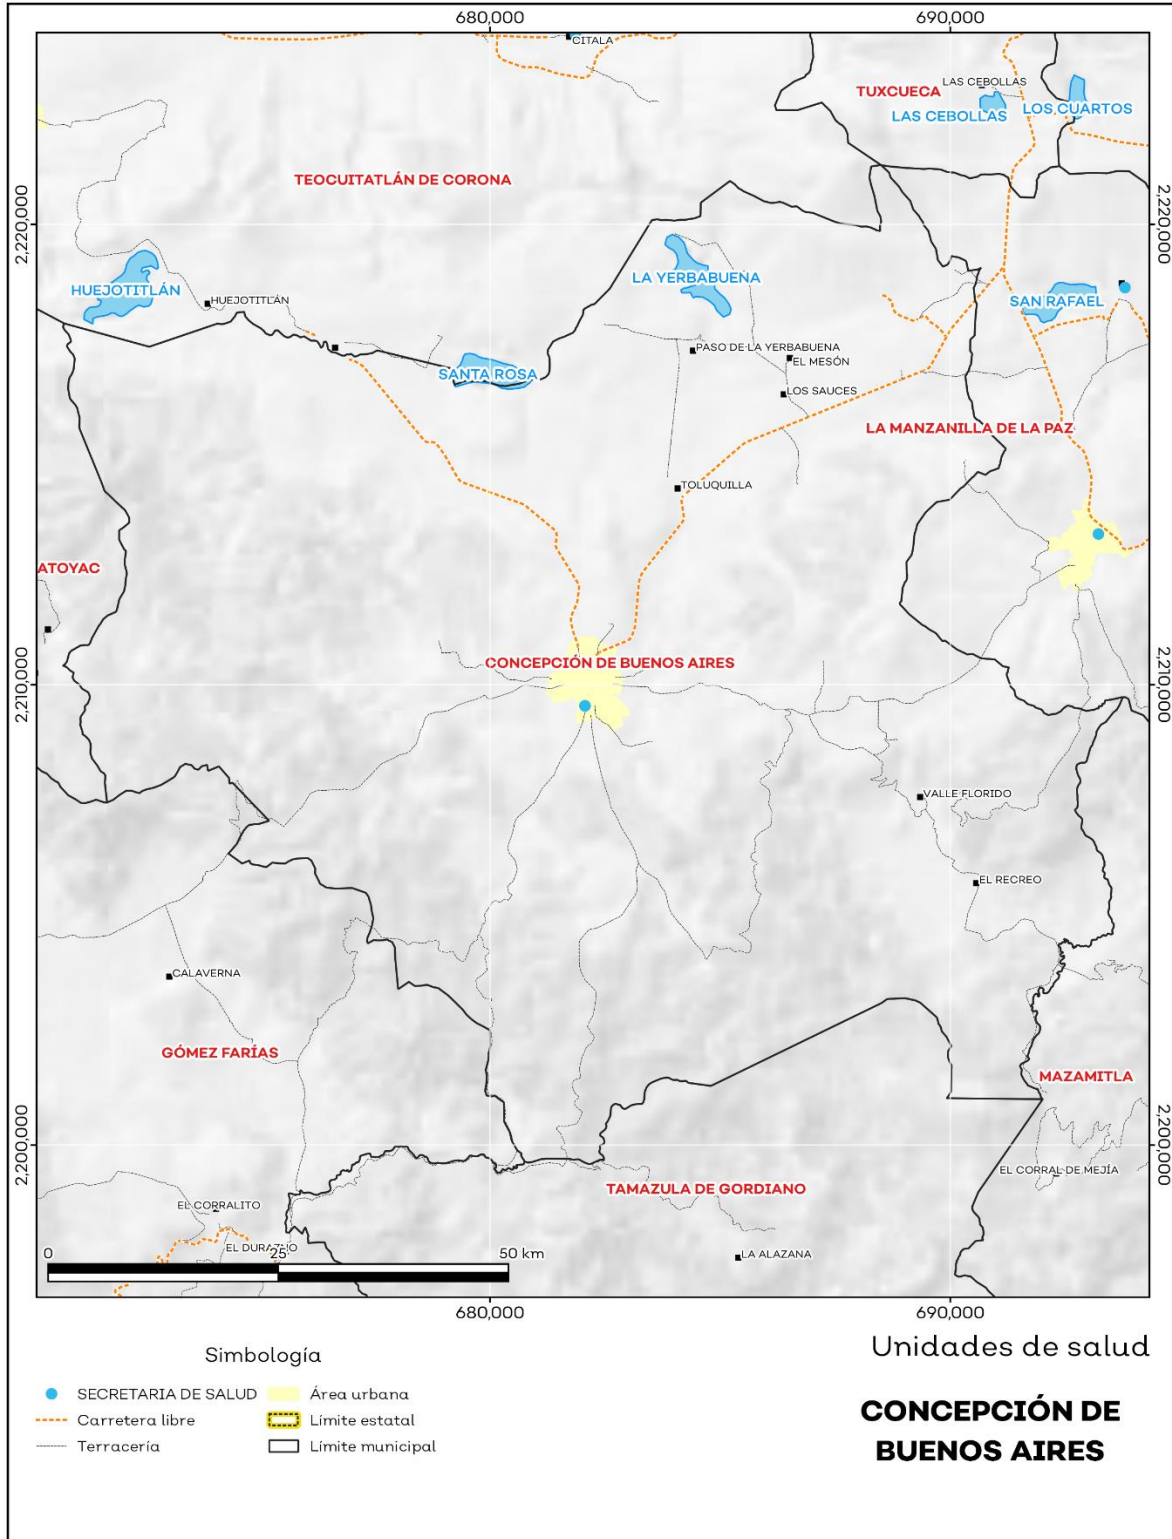 680,000
690,000
CITALA
LAS CEBOLLAS
TUXCUECA
LAS CEBOLLAS
LOS CUARTOS
TEOCUITATLÁN DE CORONA
2,220,000
2,220,000
LA YERBABUENA
HUEJOTITLÁN
HUEJOTITLÁN
SAN RAFAEL
PASO DE LA YERBABUENA
EL MESÓN
SANTA ROSA
LOS SAUCES
LA MANZANILLA DE LA PAZ
TOLUQUILLA
ATOYAC
CONCEPCIÓN DE BUENOS AIRES
2,210,000
2,210,000
VALLE FLORIDO
EL RECREO
CALAVERNA
GÓMEZ FARÍAS
MAZAMITLA
2,200,000
2,200,000
EL CORRAL DE MEJÍA
TAMAZULA DE GORDIANO
EL CORRALITO
EL DURAZNO
LA ALAZANA
0 25 50 km
680,000
690,000
Simbología
SECRETARIA DE SALUD
Carretera libre
Terracería
Área urbana
Límite estatal
Límite municipal
Unidades de salud
CONCEPCIÓN DE
BUENOS AIRES